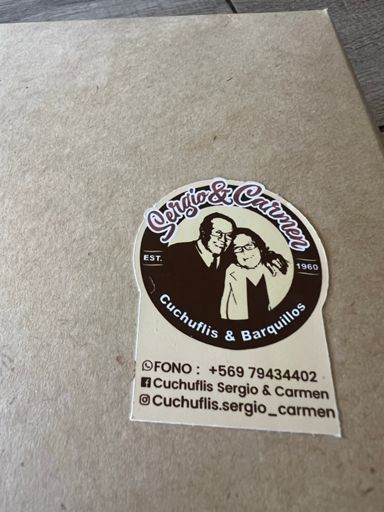 Sergio & Carmen
EST. 1960
Cuchuflis & Barquillos
FONO : +569 79434402
Cuchuflis Sergio & Carmen
Cuchuflis.sergio_carmen